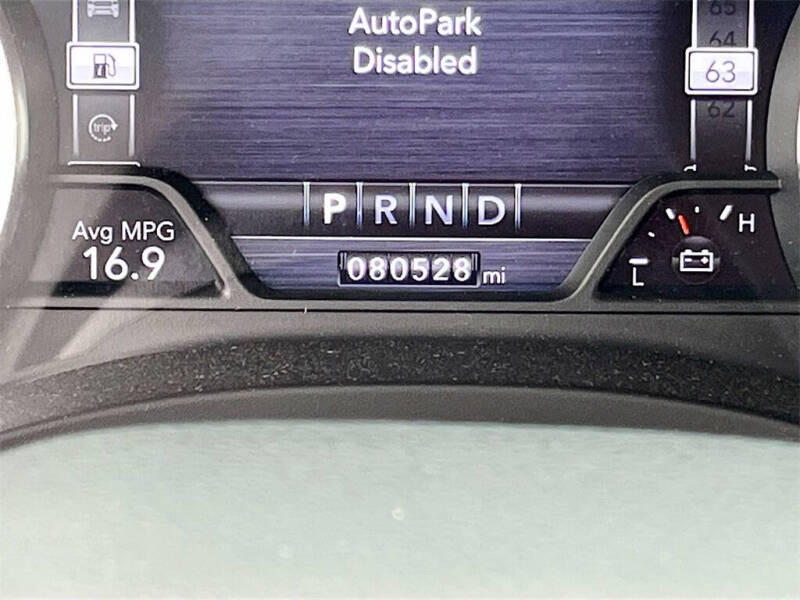 AutoPark
Disabled
65
64
63
62
trip
P R N D
Avg MPG
16.9
080528 mi
L
H